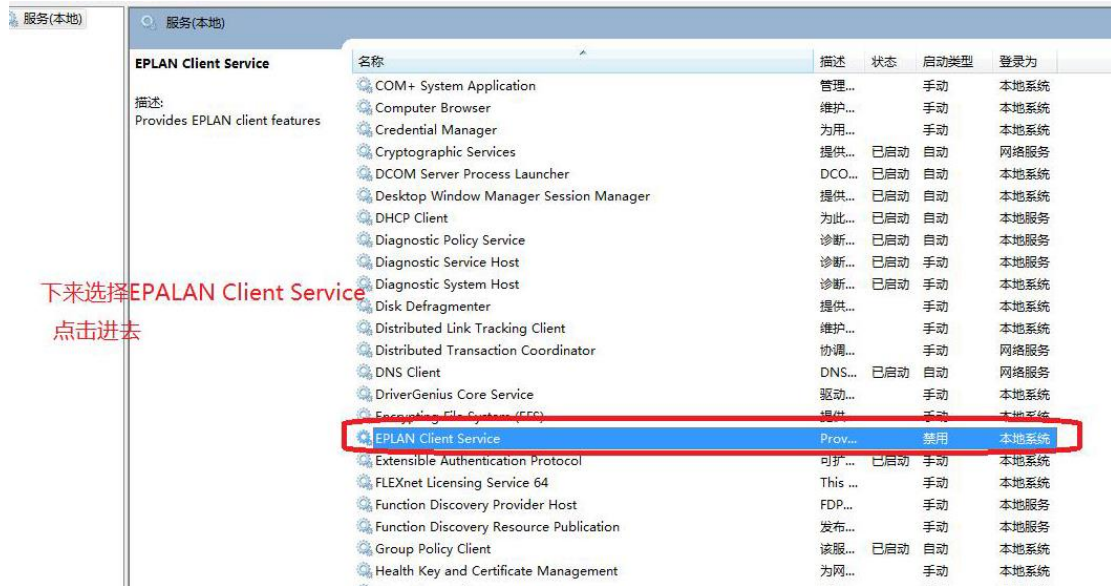 服务(本地)
服务(本地)
EPLAN Client Service
描述:
Provides EPLAN client features
下来选择EPALAN Client Service
点击进去
名称 描述 状态 启动类型 登录为
COM+ System Application 管理... 手动 本地系统
Computer Browser 维护... 手动 本地系统
Credential Manager 为用... 手动 本地系统
Cryptographic Services 提供... 已启动 自动 网络服务
DCOM Server Process Launcher DCO... 已启动 自动 本地系统
Desktop Window Manager Session Manager 提供... 已启动 自动 本地系统
DHCP Client 为此... 已启动 自动 本地服务
Diagnostic Policy Service 诊断... 已启动 自动 本地服务
Diagnostic Service Host 诊断... 已启动 手动 本地服务
Diagnostic System Host 诊断... 已启动 手动 本地系统
Disk Defragmenter 提供... 手动 本地系统
Distributed Link Tracking Client 维护... 手动 本地系统
Distributed Transaction Coordinator 协调... 手动 网络服务
DNS Client DNS... 已启动 自动 网络服务
DriverGenius Core Service 驱动... 手动 本地系统
Encrypting File System (EFS) 提供... 手动 本地系统
EPLAN Client Service Prov... 禁用 本地系统
Extensible Authentication Protocol 可扩... 已启动 手动 本地系统
FLEXnet Licensing Service 64 This ... 手动 本地系统
Function Discovery Provider Host FDP... 手动 本地服务
Function Discovery Resource Publication 发布... 手动 本地服务
Group Policy Client 该服... 已启动 自动 本地系统
Health Key and Certificate Management 为网... 手动 本地系统